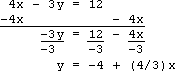 4x - 3y = 12
-4x - 4x
-3y = 12 - 4x
-3 -3 -3
y = -4 + (4/3)x